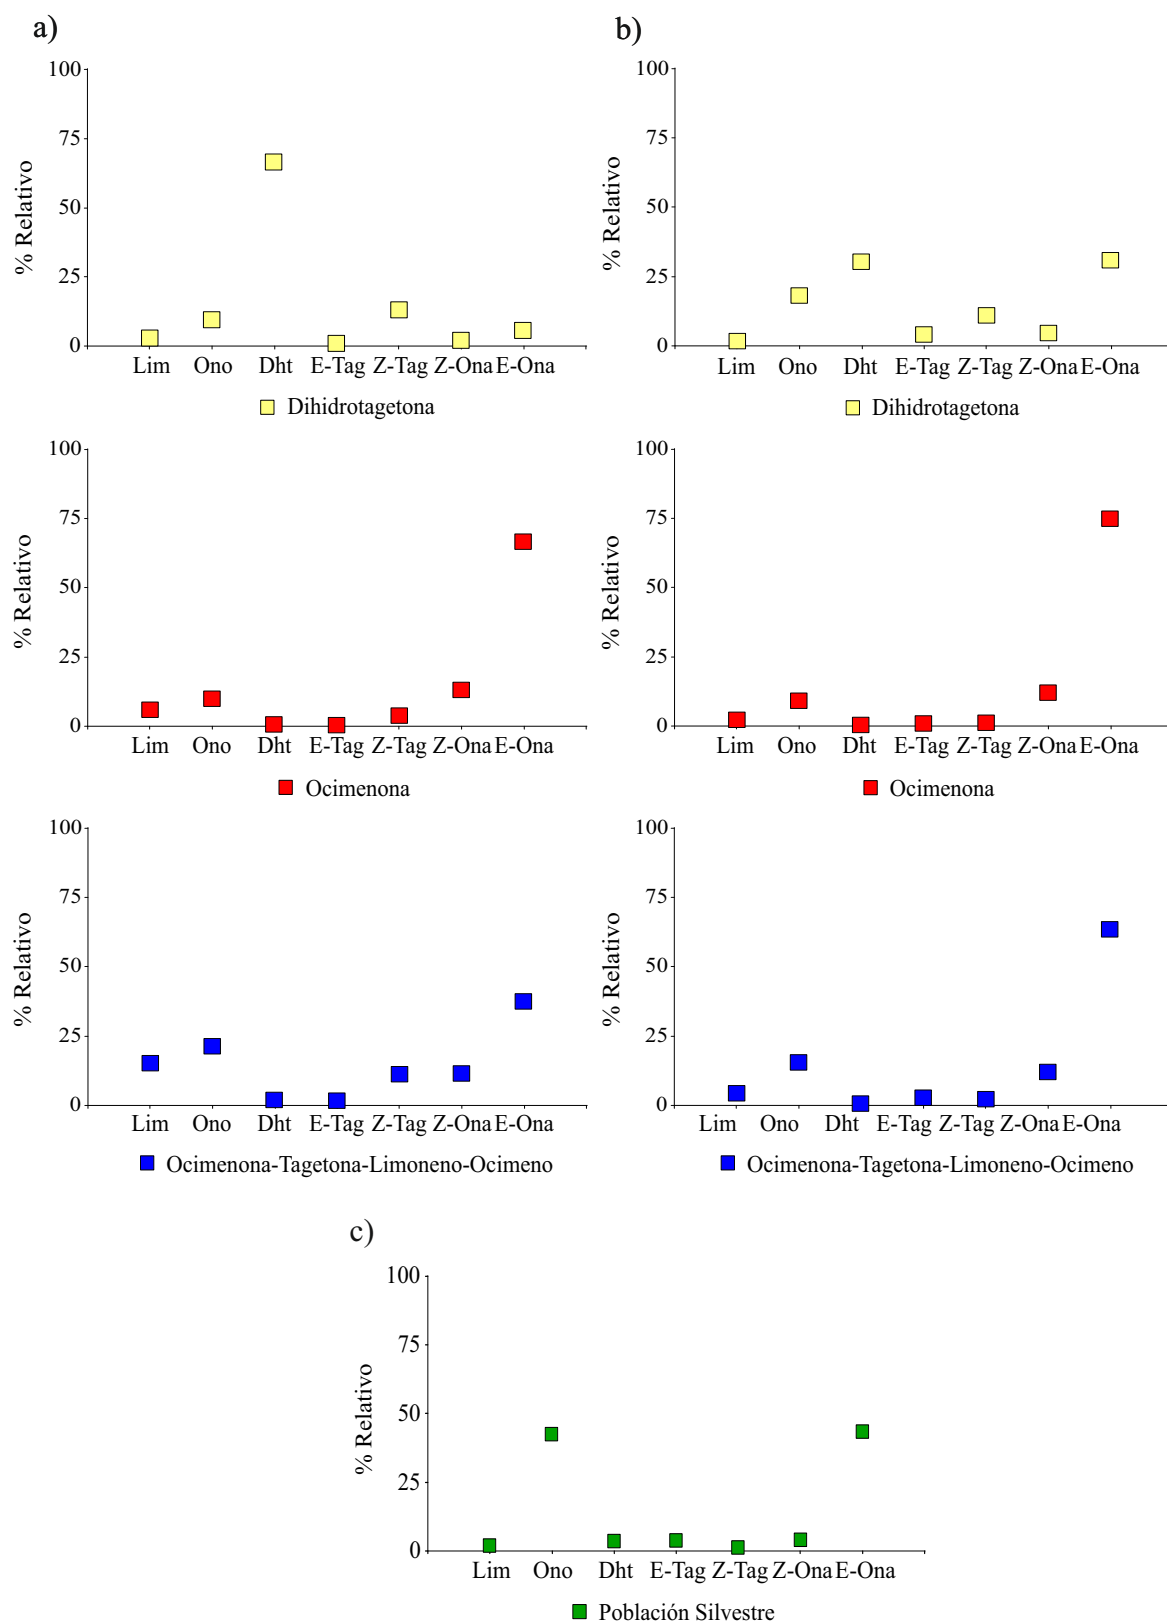 a)
b)
100
75
50
25
0
% Relativo
Lim Ono Dht E-Tag Z-Tag Z-Ona E-Ona
Dihidrotagetona
100
75
50
25
0
% Relativo
Lim Ono Dht E-Tag Z-Tag Z-Ona E-Ona
Dihidrotagetona
100
75
50
25
0
% Relativo
Lim Ono Dht E-Tag Z-Tag Z-Ona E-Ona
Ocimenona
100
75
50
25
0
% Relativo
Lim Ono Dht E-Tag Z-Tag Z-Ona E-Ona
Ocimenona
100
75
50
25
0
% Relativo
Lim Ono Dht E-Tag Z-Tag Z-Ona E-Ona
Ocimenona-Tagetona-Limoneno-Ocimeno
100
75
50
25
0
% Relativo
Lim Ono Dht E-Tag Z-Tag Z-Ona E-Ona
Ocimenona-Tagetona-Limoneno-Ocimeno
c)
100
75
50
25
0
% Relativo
Lim Ono Dht E-Tag Z-Tag Z-Ona E-Ona
Población Silvestre